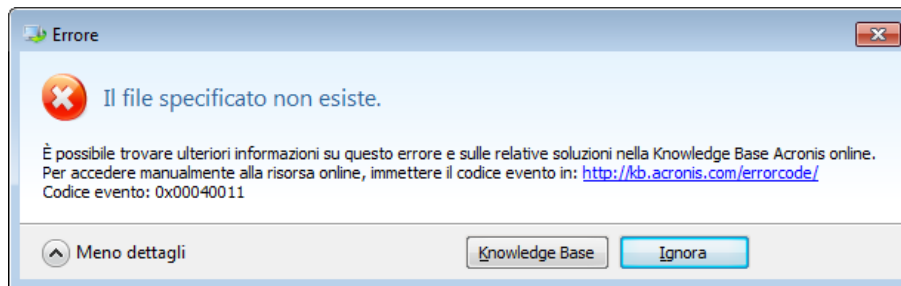 Errore
Il file specificato non esiste.
È possibile trovare ulteriori informazioni su questo errore e sulle relative soluzioni nella Knowledge Base Acronis online.
Per accedere manualmente alla risorsa online, immettere il codice evento in: http://kb.acronis.com/errorcode/
Codice evento: 0x00040011
Meno dettagli
Knowledge Base
Ignora